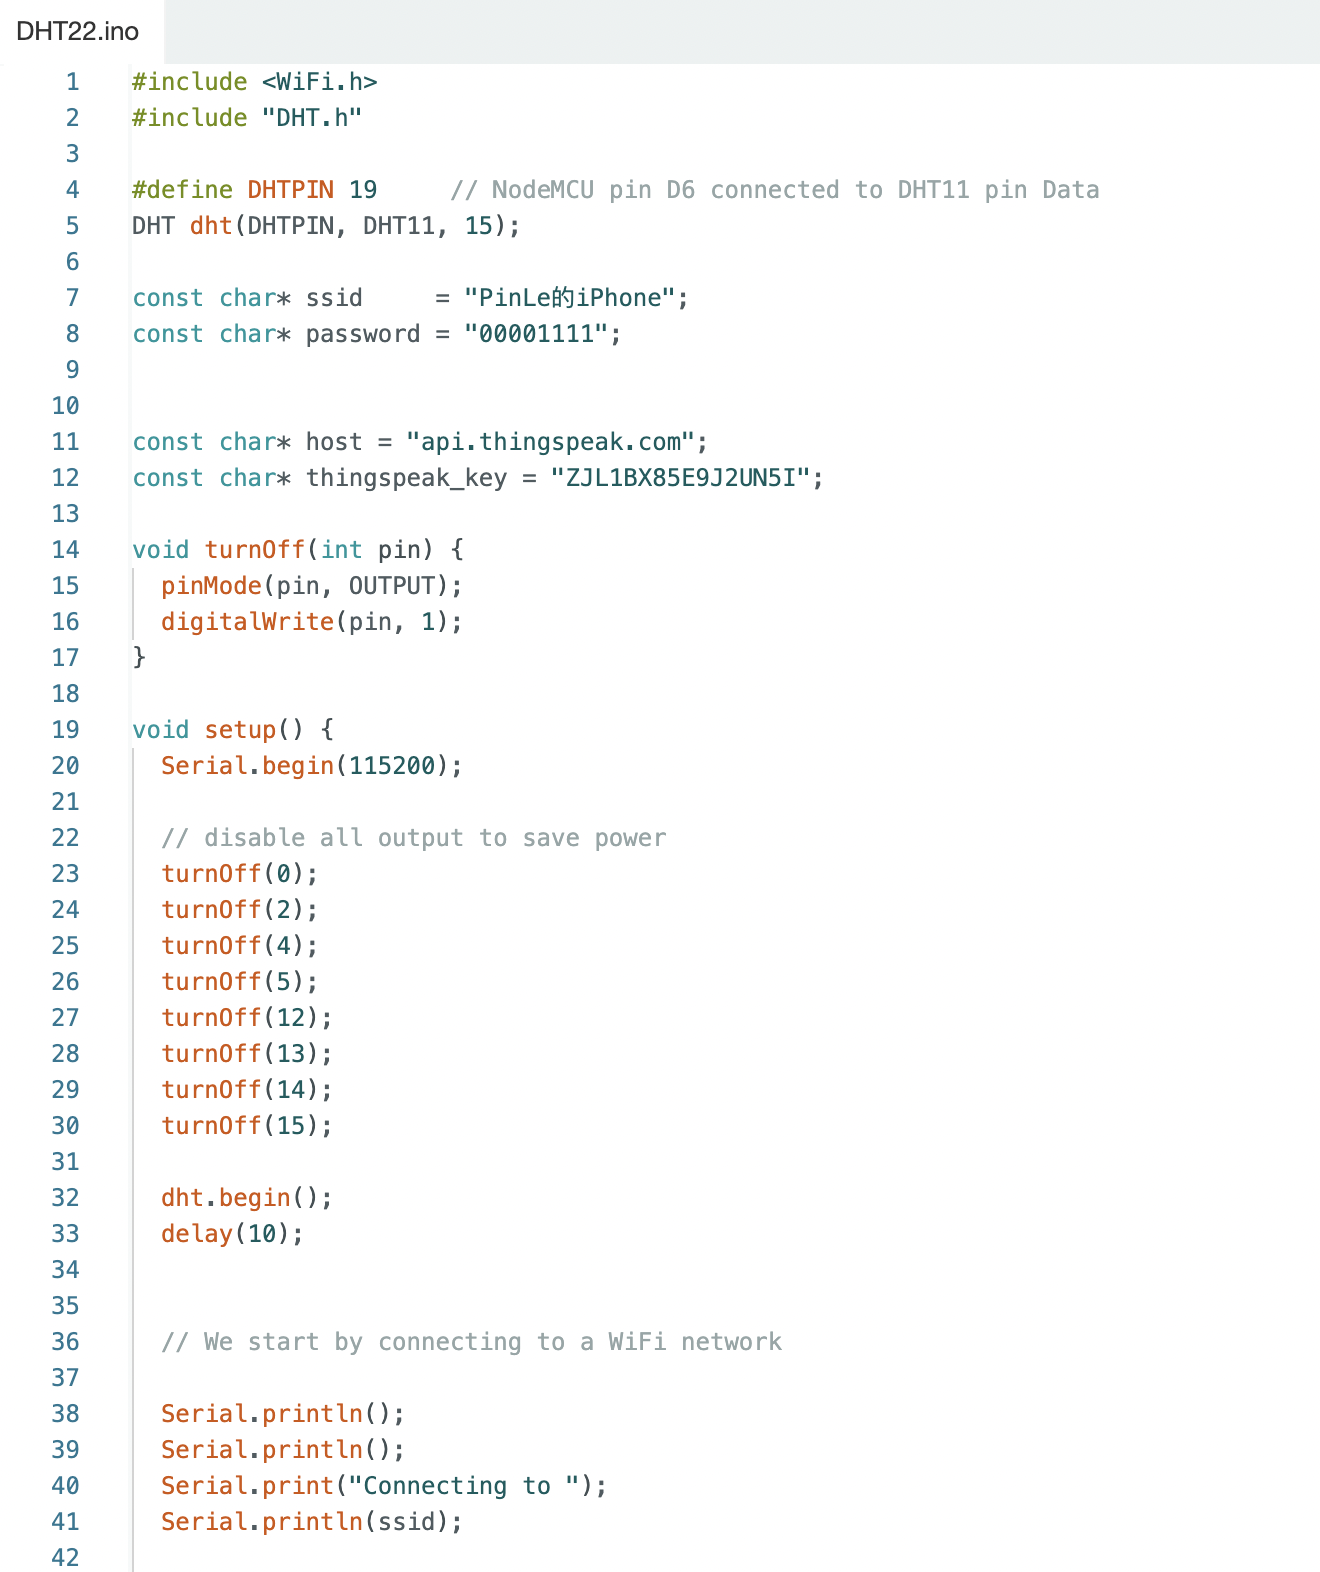 DHT22.ino
1 #include <WiFi.h>
2 #include "DHT.h"
3
4 #define DHTPIN 19     // NodeMCU pin D6 connected to DHT11 pin Data
5 DHT dht(DHTPIN, DHT11, 15);
6
7 const char* ssid     = "PinLe的iPhone";
8 const char* password = "00001111";
9
10
11 const char* host = "api.thingspeak.com";
12 const char* thingspeak_key = "ZJL1BX85E9J2UN5I";
13
14 void turnOff(int pin) {
15   pinMode(pin, OUTPUT);
16   digitalWrite(pin, 1);
17 }
18
19 void setup() {
20   Serial.begin(115200);
21
22   // disable all output to save power
23   turnOff(0);
24   turnOff(2);
25   turnOff(4);
26   turnOff(5);
27   turnOff(12);
28   turnOff(13);
29   turnOff(14);
30   turnOff(15);
31
32   dht.begin();
33   delay(10);
34
35
36   // We start by connecting to a WiFi network
37
38   Serial.println();
39   Serial.println();
40   Serial.print("Connecting to ");
41   Serial.println(ssid);
42